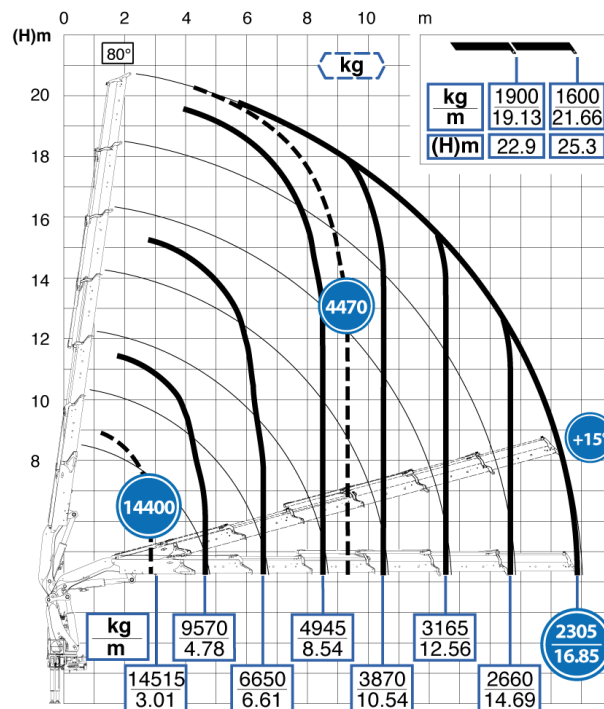 0 2 4 6 8 10 m
(H)m
80°
kg
20
18
16
14
12
10
8
kg 1900 1600
m 19.13 21.66
(H)m 22.9 25.3
4470
+15°
14400
kg 9570 4945 3165 2305
m 4.78 8.54 12.56 16.85
14515 6650 3870 2660
3.01 6.61 10.54 14.69